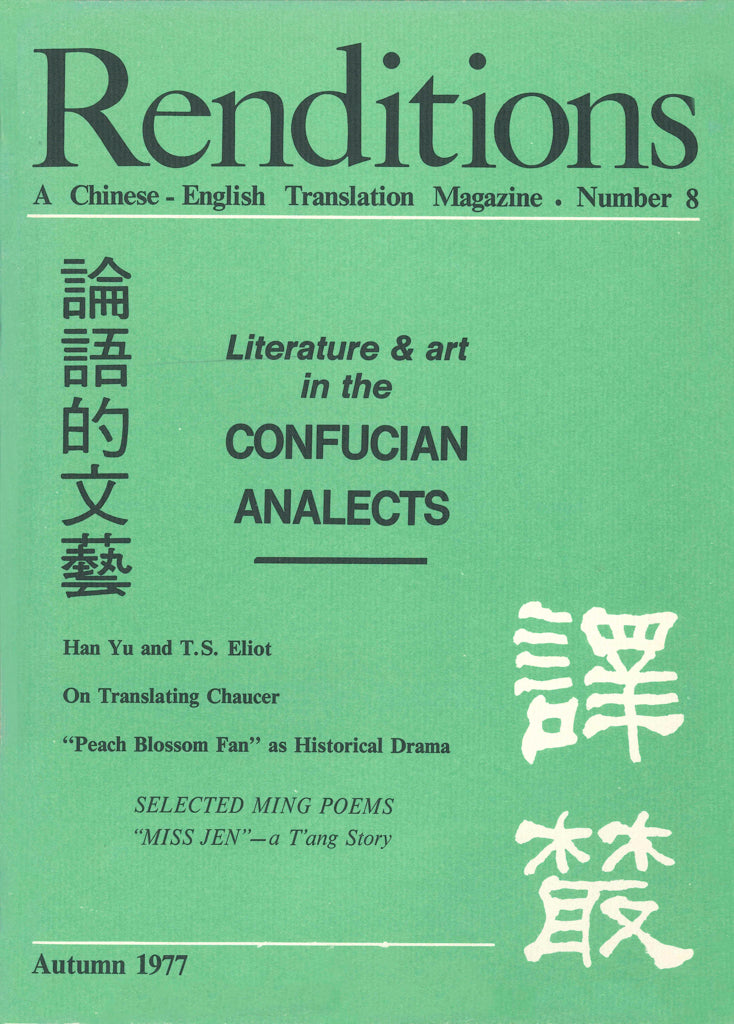 Renditions
A Chinese - English Translation Magazine . Number 8
論語的文藝
Literature & art
in the
CONFUCIAN
ANALECTS
Han Yu and T.S. Eliot
On Translating Chaucer
“Peach Blossom Fan” as Historical Drama
SELECTED MING POEMS
“MISS JEN”—a T'ang Story
譯叢
Autumn 1977